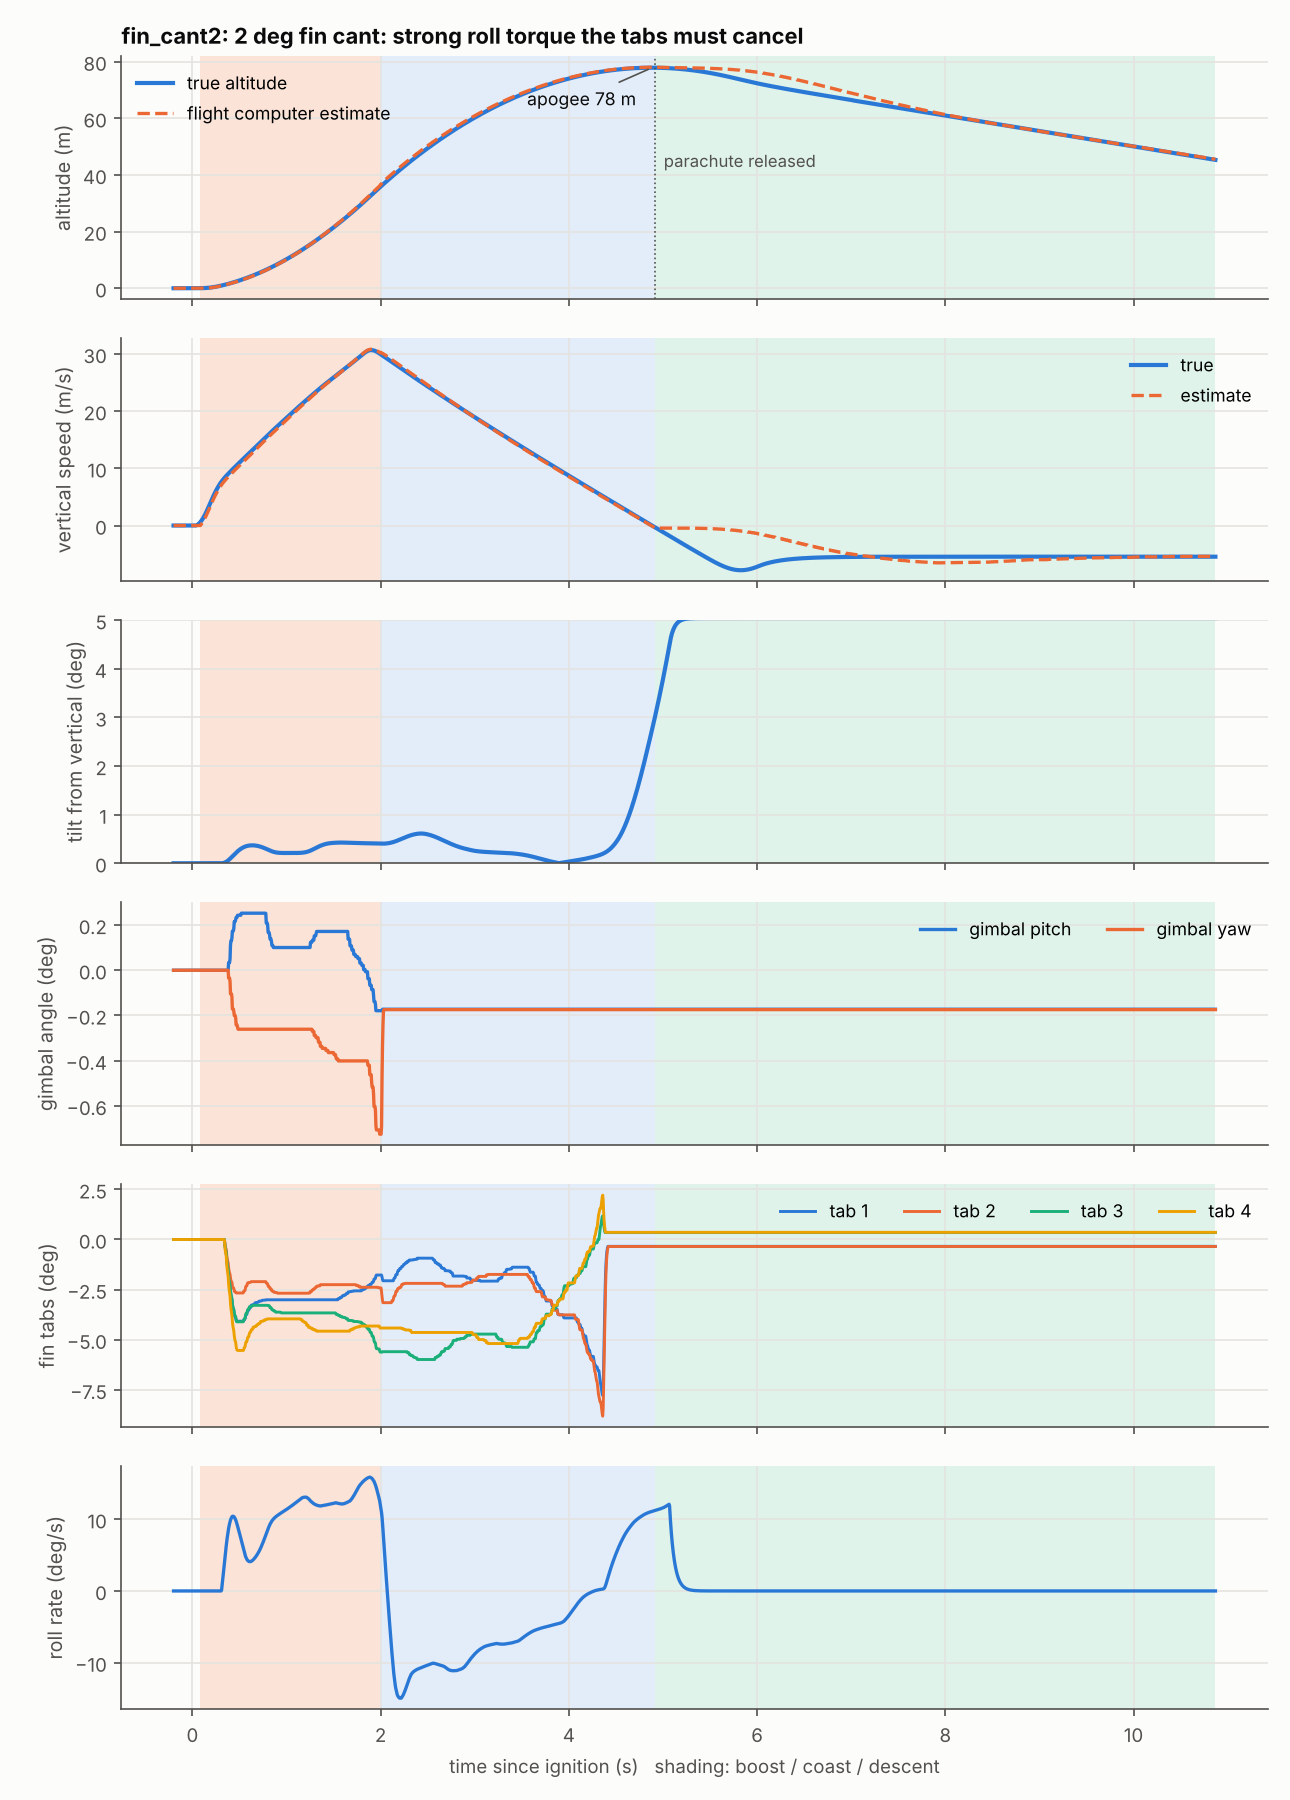 fin_cant2: 2 deg fin cant: strong roll torque the tabs must cancel
80
60
40
20
0
altitude (m)
true altitude
flight computer estimate
apogee 78 m
parachute released
30
20
10
0
vertical speed (m/s)
true
estimate
5
4
3
2
1
0
tilt from vertical (deg)
0.2
0.0
−0.2
−0.4
−0.6
gimbal angle (deg)
gimbal pitch gimbal yaw
2.5
0.0
−2.5
−5.0
−7.5
fin tabs (deg)
tab 1 tab 2 tab 3 tab 4
10
0
−10
roll rate (deg/s)
0 2 4 6 8 10
time since ignition (s) shading: boost / coast / descent